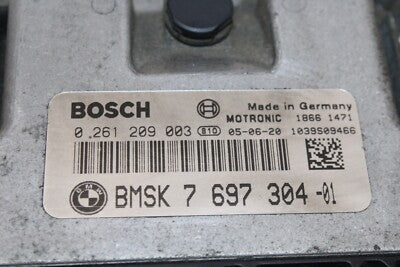 BOSCH Made in Germany
MOTRONIC 1866 1471
0 261 209 003 810 05-06-20 1039S09466
BMW BMSK 7 697 304-01